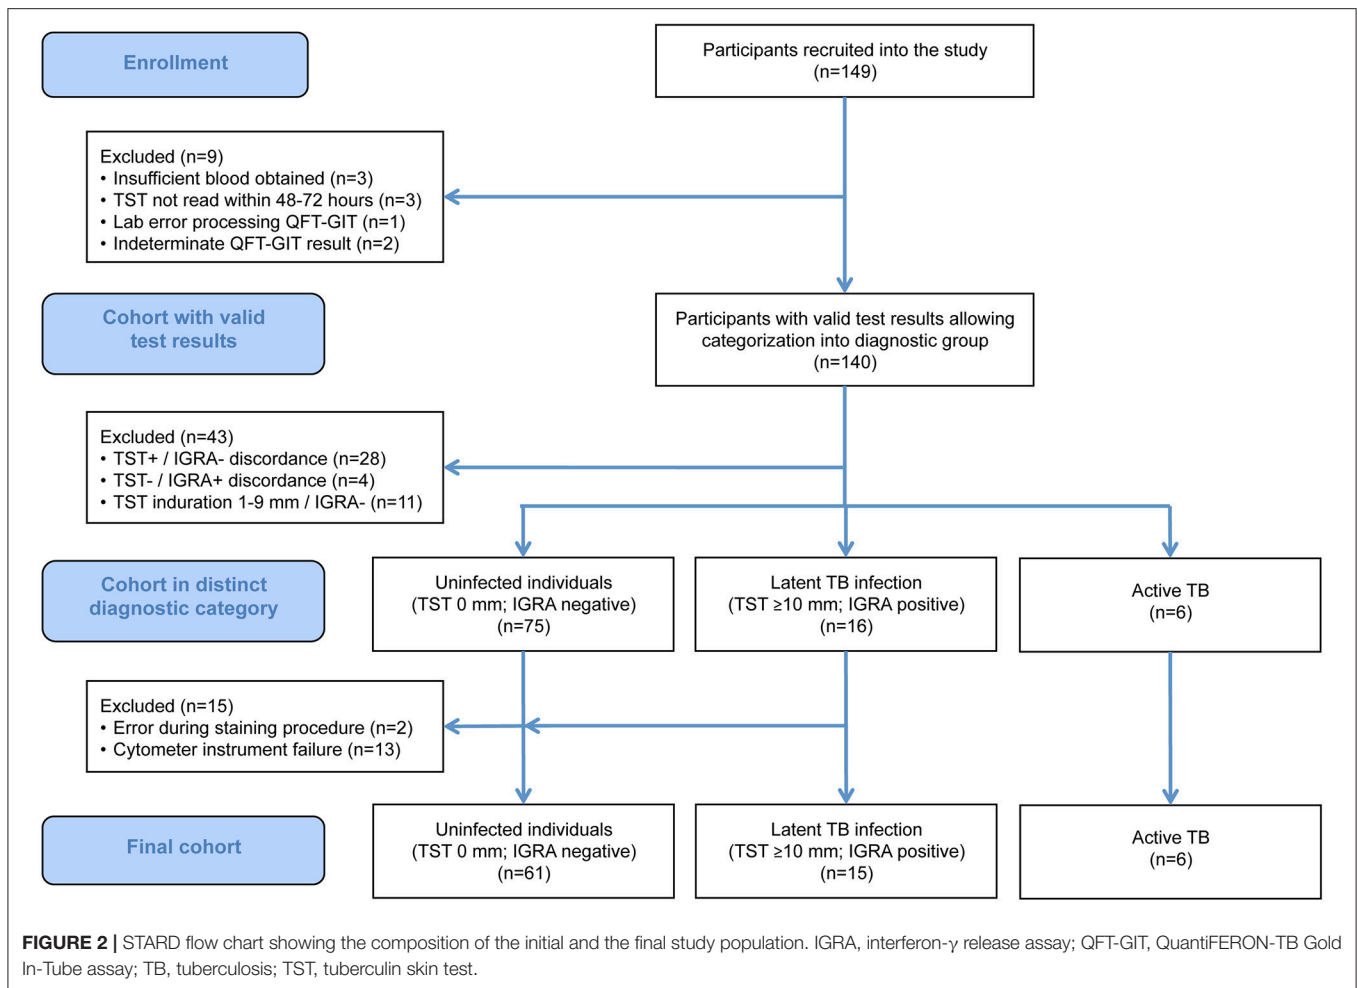 Enrollment
Participants recruited into the study
(n=149)
Excluded (n=9)
• Insufficient blood obtained (n=3)
• TST not read within 48-72 hours (n=3)
• Lab error processing QFT-GIT (n=1)
• Indeterminate QFT-GIT result (n=2)
Cohort with valid
test results
Participants with valid test results allowing
categorization into diagnostic group
(n=140)
Excluded (n=43)
• TST+ / IGRA- discordance (n=28)
• TST- / IGRA+ discordance (n=4)
• TST induration 1-9 mm / IGRA- (n=11)
Cohort in distinct
diagnostic category
Uninfected individuals
(TST 0 mm; IGRA negative)
(n=75)
Latent TB infection
(TST ≥10 mm; IGRA positive)
(n=16)
Active TB
(n=6)
Excluded (n=15)
• Error during staining procedure (n=2)
• Cytometer instrument failure (n=13)
Final cohort
Uninfected individuals
(TST 0 mm; IGRA negative)
(n=61)
Latent TB infection
(TST ≥10 mm; IGRA positive)
(n=15)
Active TB
(n=6)
FIGURE 2 | STARD flow chart showing the composition of the initial and the final study population. IGRA, interferon-γ release assay; QFT-GIT, QuantiFERON-TB Gold
In-Tube assay; TB, tuberculosis; TST, tuberculin skin test.